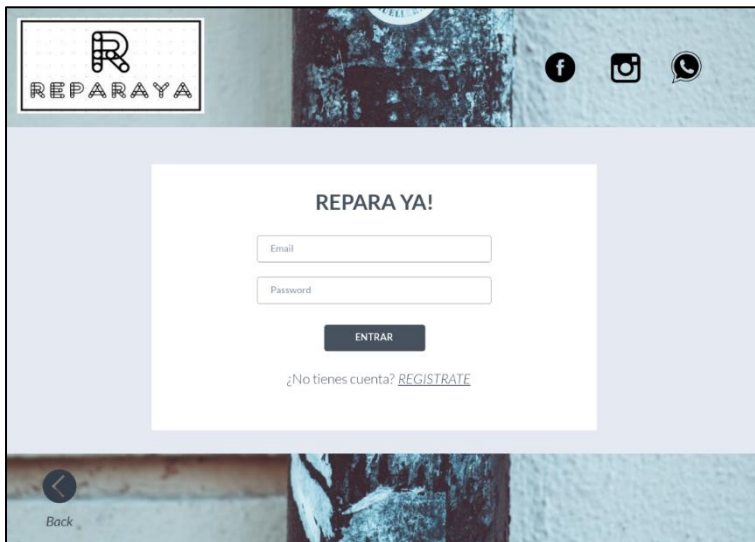 R
REPARAYA
REPARA YA!
Email
Password
ENTRAR
¿No tienes cuenta? REGISTRATE
Back